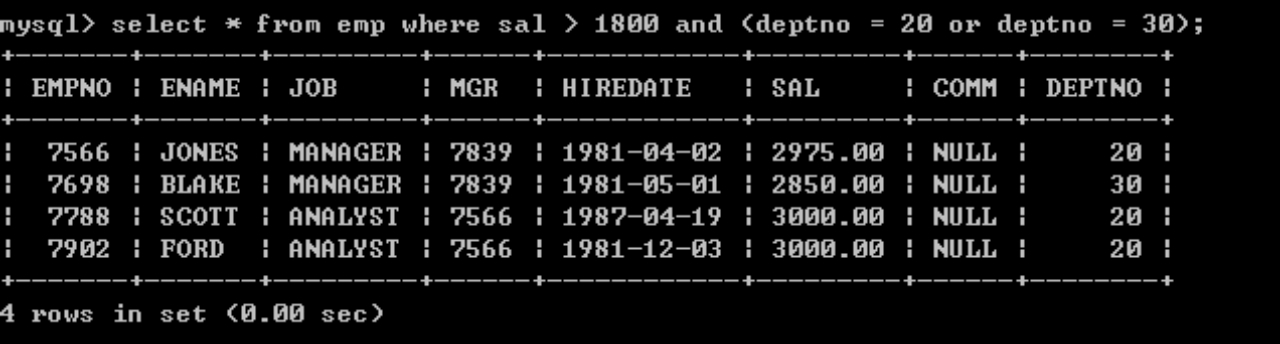 mysql> select * from emp where sal > 1800 and (deptno = 20 or deptno = 30);
+-------+-------+---------+------+------------+---------+------+--------+
| EMPNO | ENAME | JOB     | MGR  | HIREDATE   | SAL     | COMM | DEPTNO |
+-------+-------+---------+------+------------+---------+------+--------+
|  7566 | JONES | MANAGER | 7839 | 1981-04-02 | 2975.00 | NULL |     20 |
|  7698 | BLAKE | MANAGER | 7839 | 1981-05-01 | 2850.00 | NULL |     30 |
|  7788 | SCOTT | ANALYST | 7566 | 1987-04-19 | 3000.00 | NULL |     20 |
|  7902 | FORD  | ANALYST | 7566 | 1981-12-03 | 3000.00 | NULL |     20 |
+-------+-------+---------+------+------------+---------+------+--------+
4 rows in set (0.00 sec)